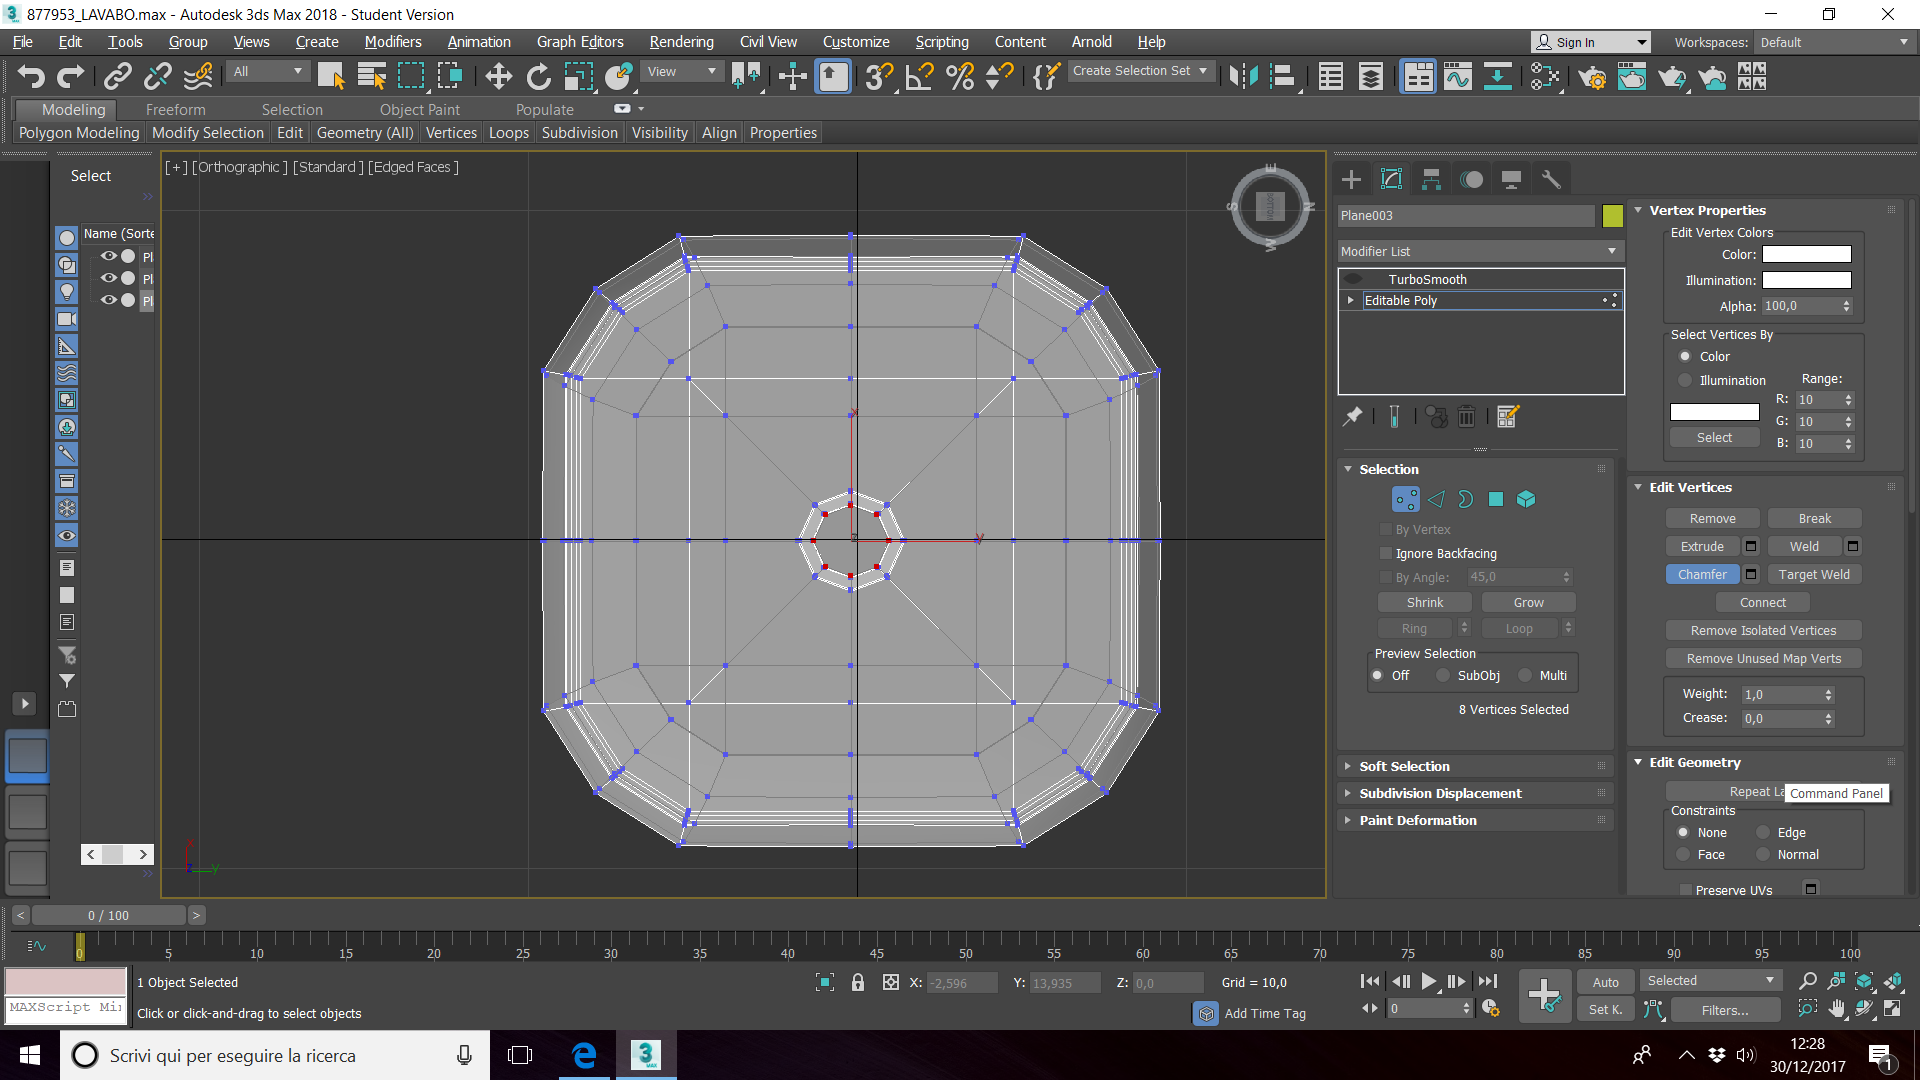 877953_LAVABO.max - Autodesk 3ds Max 2018 - Student Version
File Edit Tools Group Views Create Modifiers Animation Graph Editors Rendering Civil View Customize Scripting Content Arnold Help Sign In Workspaces: Default
All View Create Selection Set
Modeling Freeform Selection Object Paint Populate
Polygon Modeling Modify Selection Edit Geometry (All) Vertices Loops Subdivision Visibility Align Properties
Select
Name (Sorte
Pl
Pl
Pl
[+] [Orthographic ] [Standard ] [Edged Faces ]
E
S N
BOTTOM
W
x
y
z
x
z y
Plane003
Modifier List
TurboSmooth
Editable Poly
Selection
By Vertex
Ignore Backfacing
By Angle: 45,0
Shrink Grow
Ring Loop
Preview Selection
Off SubObj Multi
8 Vertices Selected
Soft Selection
Subdivision Displacement
Paint Deformation
Vertex Properties
Edit Vertex Colors
Color:
Illumination:
Alpha: 100,0
Select Vertices By
Color
Illumination Range:
R: 10
G: 10
Select B: 10
Edit Vertices
Remove Break
Extrude Weld
Chamfer Target Weld
Connect
Remove Isolated Vertices
Remove Unused Map Verts
Weight: 1,0
Crease: 0,0
Edit Geometry
Repeat La
Command Panel
Constraints
None Edge
Face Normal
Preserve UVs
< 0 / 100 >
0 5 10 15 20 25 30 35 40 45 50 55 60 65 70 75 80 85 90 95 100
1 Object Selected X: -2,596 Y: 13,935 Z: 0,0 Grid = 10,0 Auto Selected
MAXScript Mi
Click or click-and-drag to select objects Add Time Tag 0 Set K. Filters...
Scrivi qui per eseguire la ricerca
3
MAX
12:28
30/12/2017
1